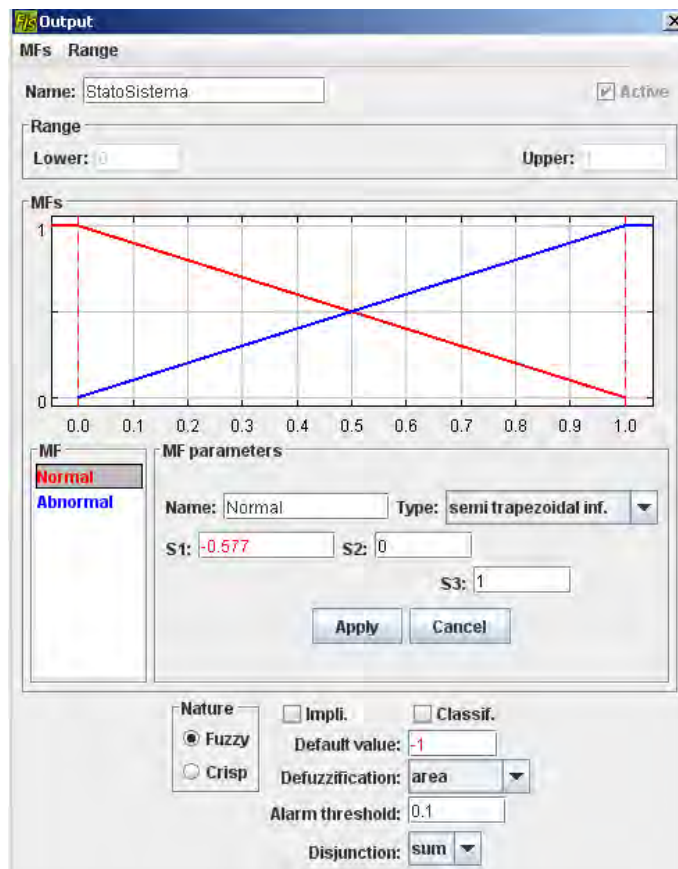 FIS Output
MFs Range
Name: StatoSistema Active
Range
Lower: 0 Upper: 1
MFs
1
0
0.0 0.1 0.2 0.3 0.4 0.5 0.6 0.7 0.8 0.9 1.0
MF
Normal
Abnormal
MF parameters
Name: Normal Type: semi trapezoidal inf.
S1: -0.577 S2: 0
S3: 1
Apply Cancel
Nature
Fuzzy
Crisp
Impli. Classif.
Default value: -1
Defuzzification: area
Alarm threshold: 0.1
Disjunction: sum